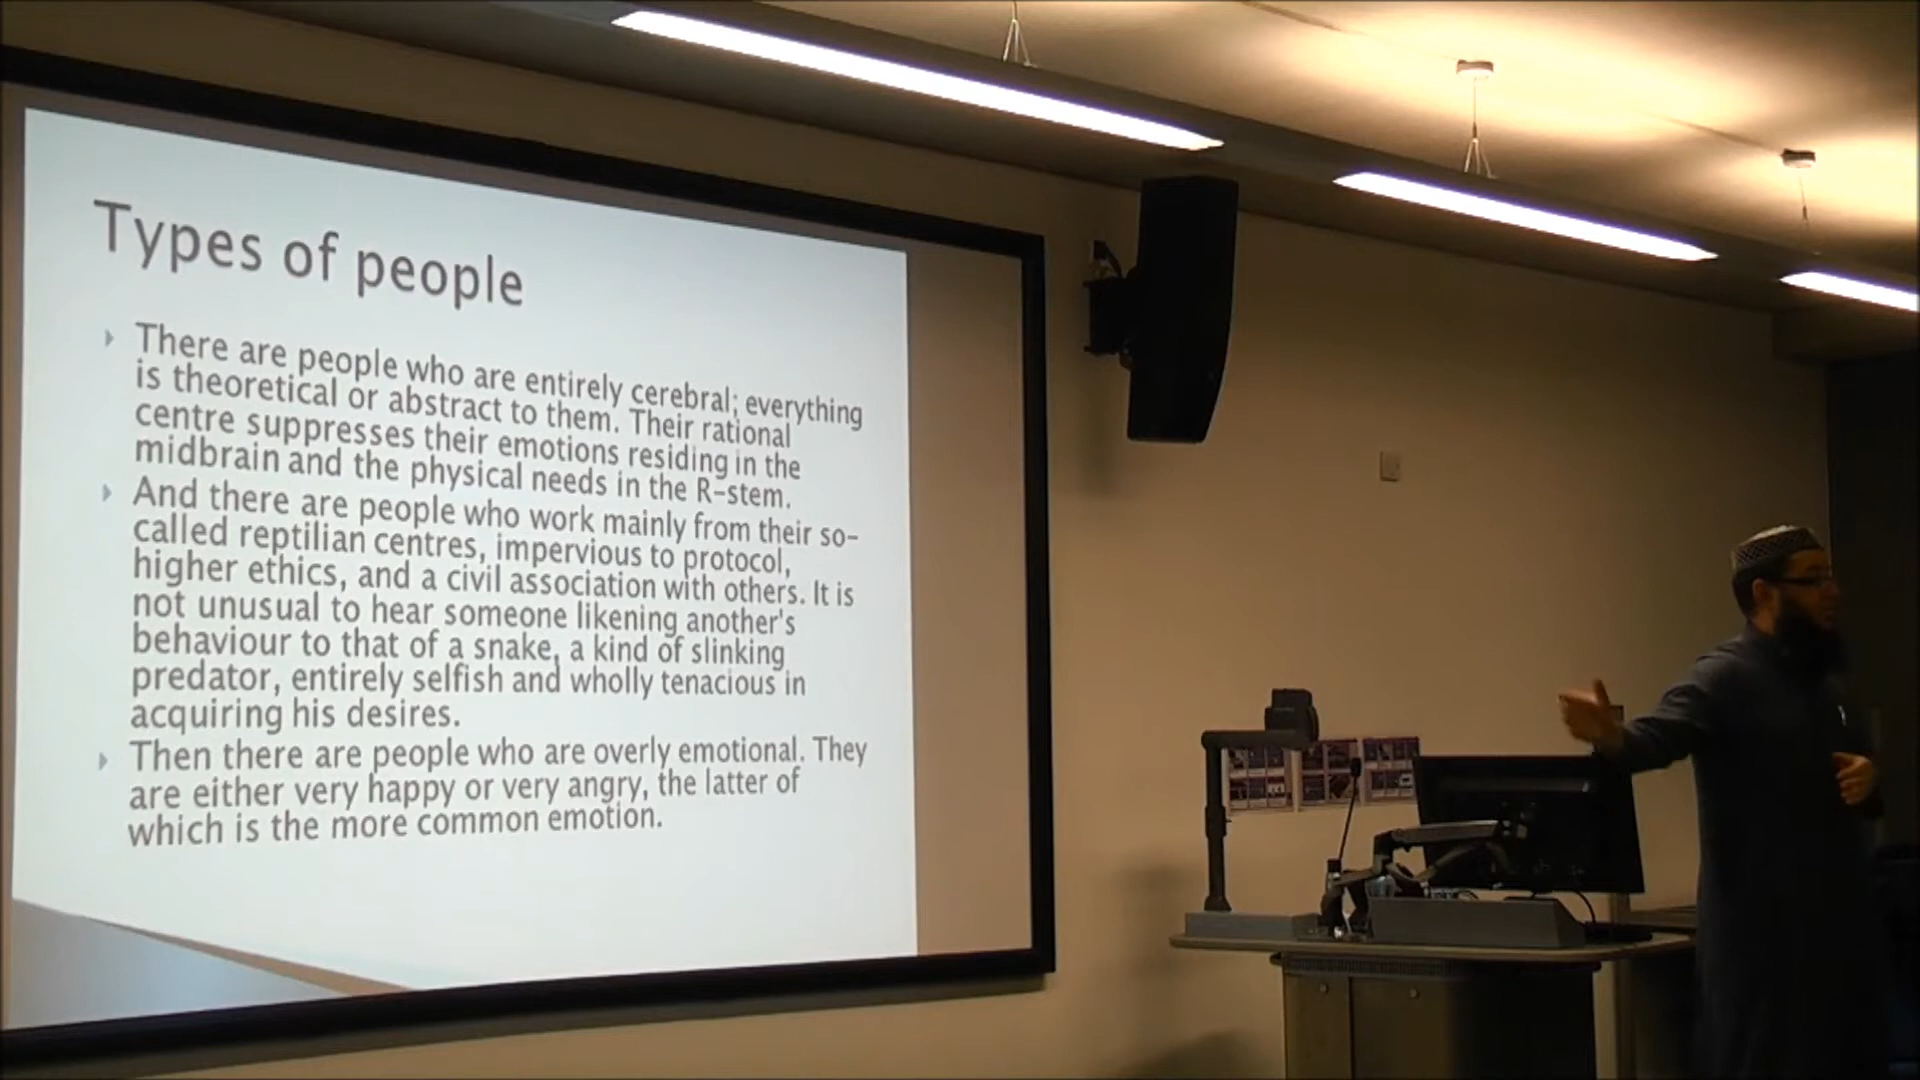 Types of people
There are people who are entirely cerebral; everything
is theoretical or abstract to them. Their rational
centre suppresses their emotions residing in the
midbrain and the physical needs in the R-stem.
And there are people who work mainly from their so-
called reptilian centres, impervious to protocol,
higher ethics, and a civil association with others. It is
not unusual to hear someone likening another's
behaviour to that of a snake, a kind of slinking
predator, entirely selfish and wholly tenacious in
acquiring his desires.
Then there are people who are overly emotional. They
are either very happy or very angry, the latter of
which is the more common emotion.